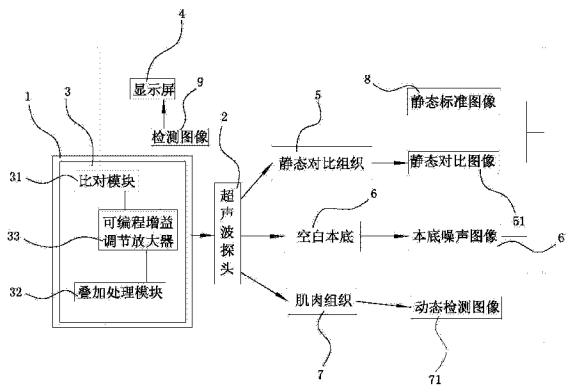 4
显示屏
9
检测图像
1
3
31
比对模块
可编程增益
调节放大器
33
32
叠加处理模块
2
超声波探头
5
静态对比组织
6
空白本底
肌肉组织
7
8
静态标准图像
静态对比图像
51
本底噪声图像
6
动态检测图像
71